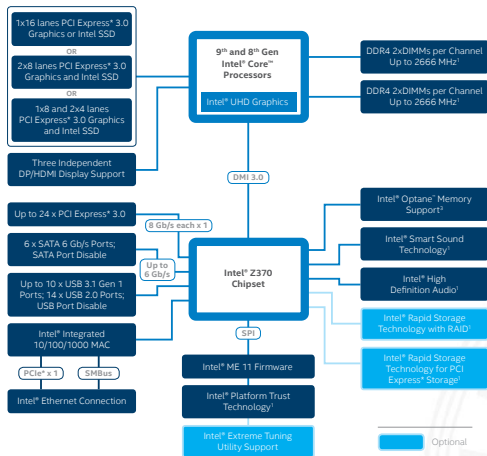 1x16 lanes PCI Express* 3.0
Graphics or Intel SSD
OR
2x8 lanes PCI Express* 3.0
Graphics and Intel SSD
OR
1x8 and 2x4 lanes
PCI Express* 3.0 Graphics
and Intel SSD
Three Independent
DP/HDMI Display Support
9th and 8th Gen
Intel® Core™
Processors
Intel® UHD Graphics
DDR4 2xDIMMs per Channel
Up to 2666 MHz¹
DDR4 2xDIMMs per Channel
Up to 2666 MHz¹
DMI 3.0
Up to 24 x PCI Express* 3.0
8 Gb/s each x 1
6 x SATA 6 Gb/s Ports;
SATA Port Disable
Up to
6 Gb/s
Up to 10 x USB 3.1 Gen 1
Ports; 14 x USB 2.0 Ports;
USB Port Disable
Intel® Integrated
10/100/1000 MAC
PCIe* x 1
SMBus
Intel® Ethernet Connection
Intel® Z370
Chipset
SPI
Intel® ME 11 Firmware
Intel® Platform Trust
Technology¹
Intel® Extreme Tuning
Utility Support
Intel® Optane™ Memory
Support²
Intel® Smart Sound
Technology¹
Intel® High
Definition Audio¹
Intel® Rapid Storage
Technology with RAID¹
Intel® Rapid Storage
Technology for PCI
Express* Storage¹
Optional